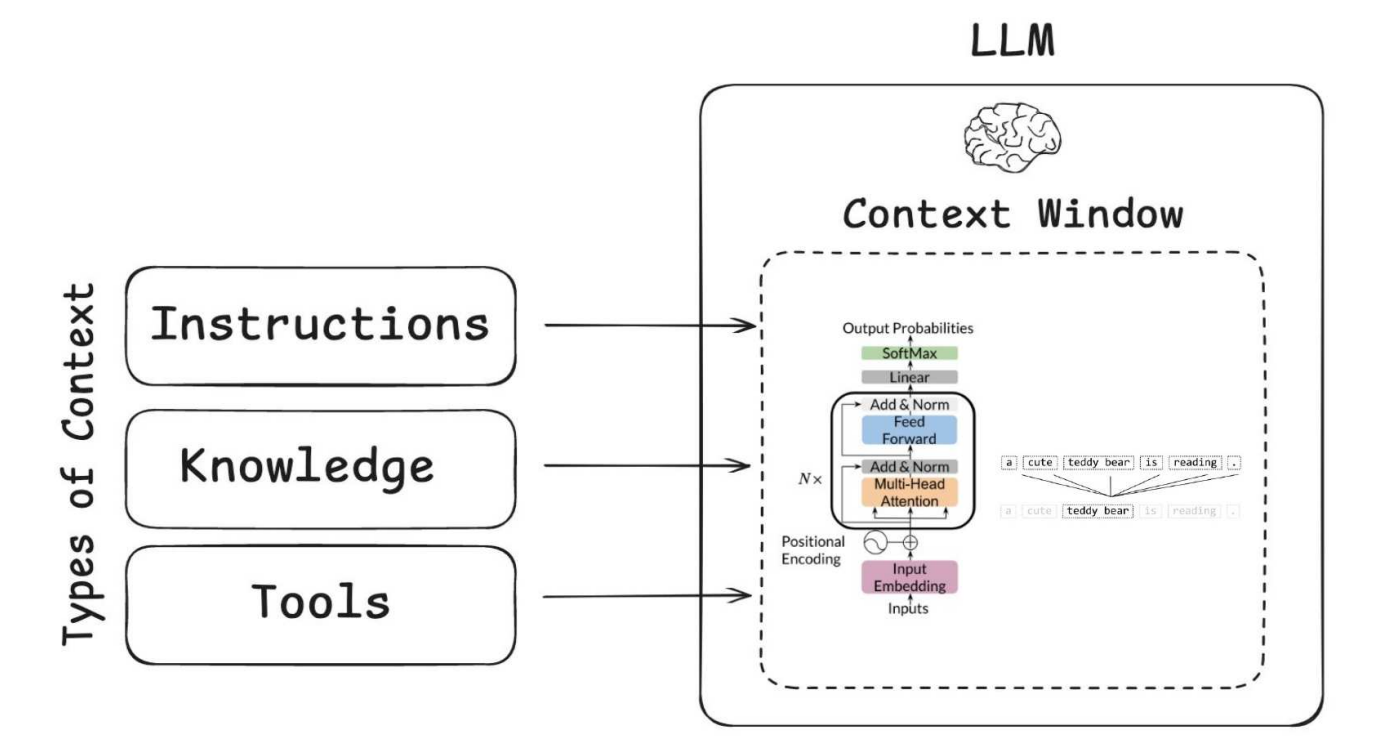 LLM
Context Window
Types of Context
Instructions
Knowledge
Tools
Output Probabilities
SoftMax
Linear
Add & Norm
Feed
Forward
Add & Norm
Multi-Head
Attention
N×
Positional
Encoding
Input
Embedding
Inputs
a cute teddy bear is reading .
a cute teddy bear is reading .